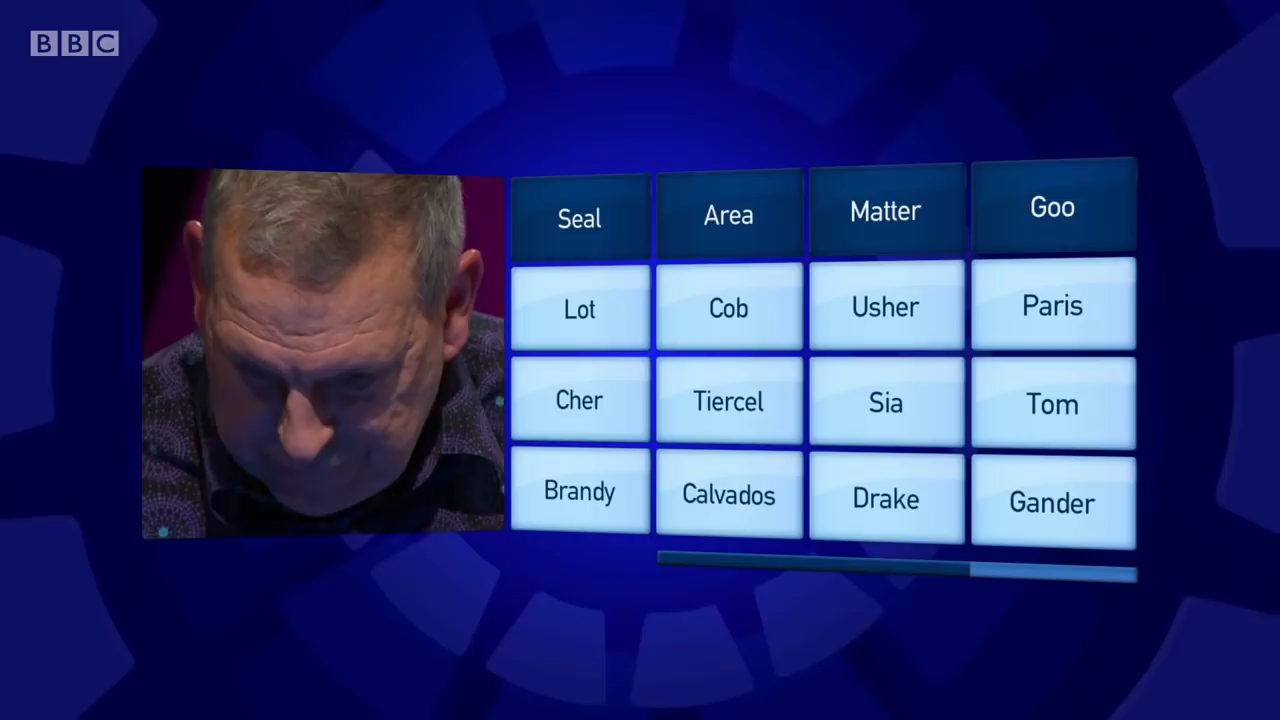 BBC
Seal Area Matter Goo
Lot Cob Usher Paris
Cher Tiercel Sia Tom
Brandy Calvados Drake Gander